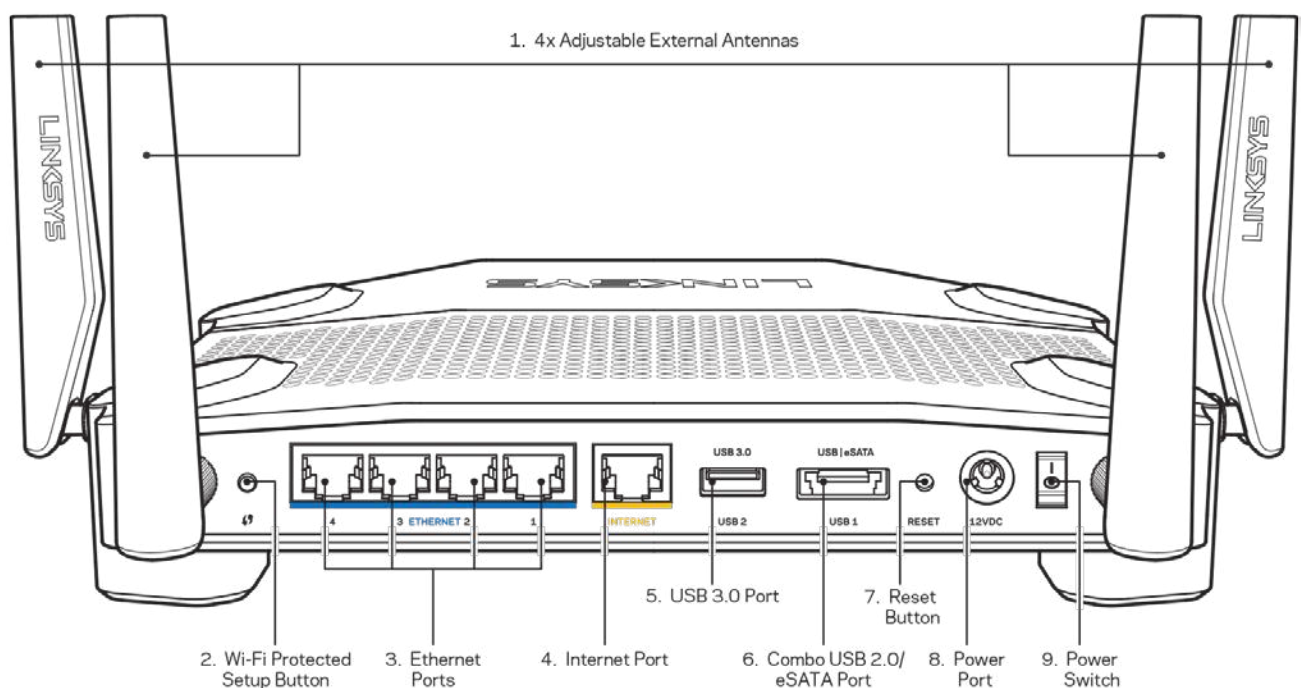 1. 4x Adjustable External Antennas
LINKSYS
LINKSYS
LINKSYS
USB 3.0
USB | eSATA
4
3 ETHERNET 2
1
INTERNET
USB 2
USB 1
RESET
12VDC
5. USB 3.0 Port
7. Reset
Button
2. Wi-Fi Protected
Setup Button
3. Ethernet
Ports
4. Internet Port
6. Combo USB 2.0/
eSATA Port
8. Power
Port
9. Power
Switch